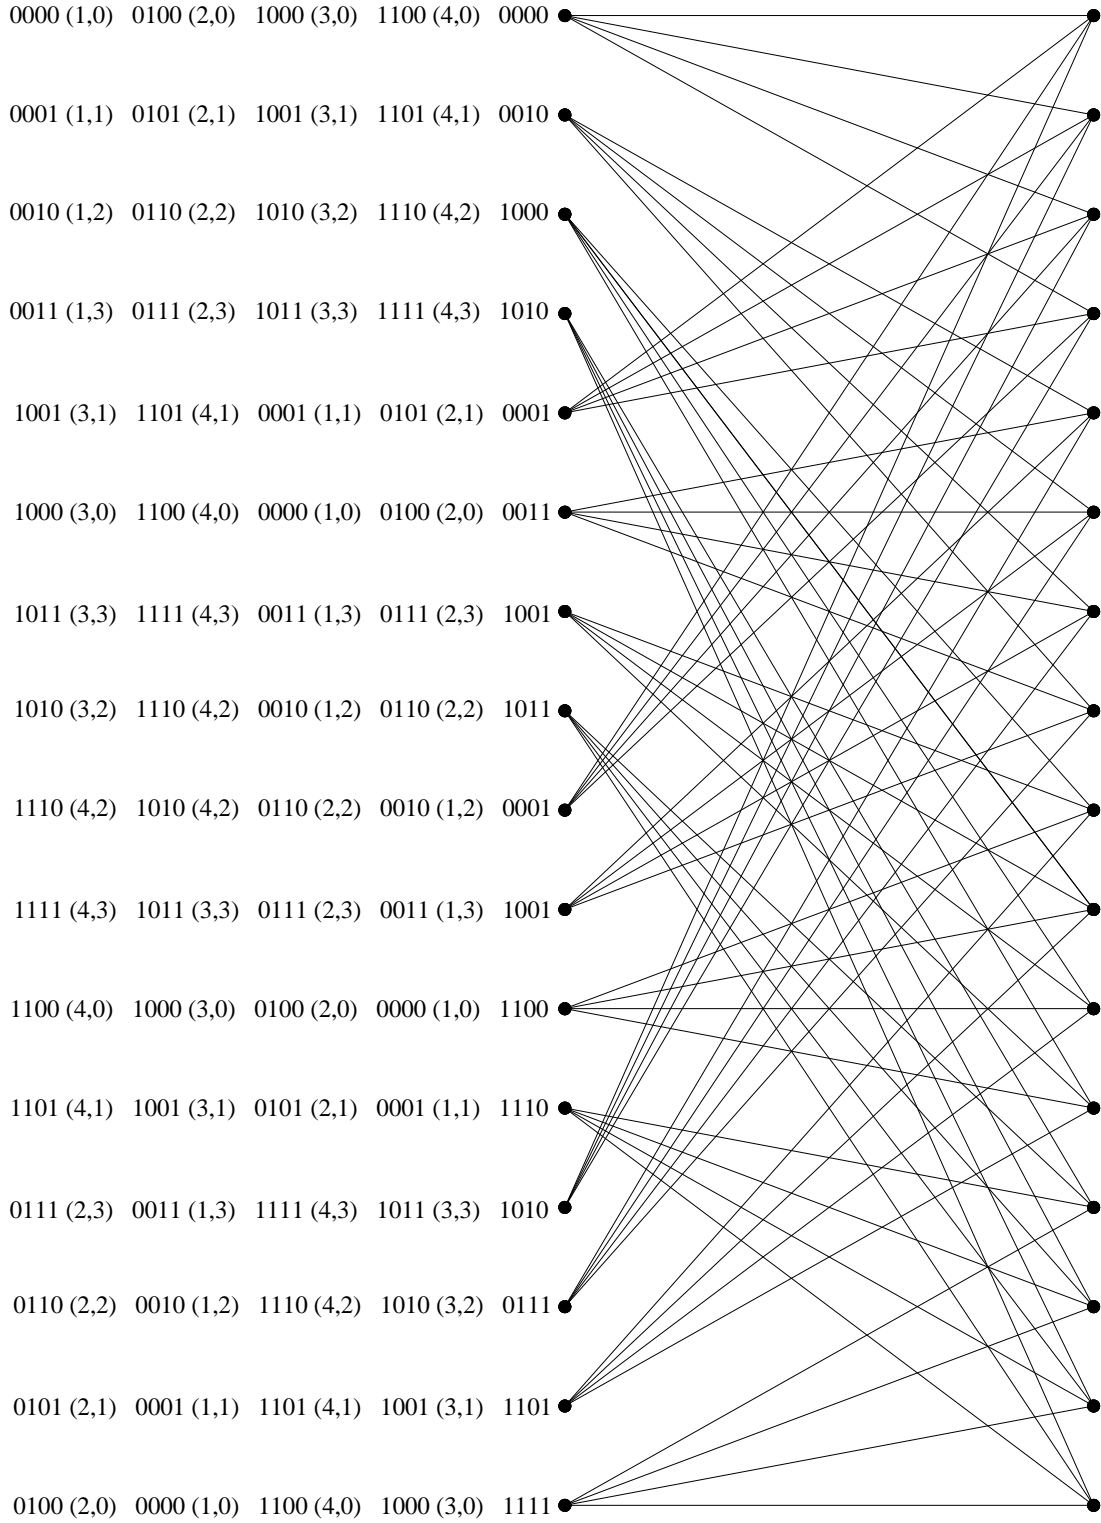 0000 (1,0) 0100 (2,0) 1000 (3,0) 1100 (4,0) 0000
0001 (1,1) 0101 (2,1) 1001 (3,1) 1101 (4,1) 0010
0010 (1,2) 0110 (2,2) 1010 (3,2) 1110 (4,2) 1000
0011 (1,3) 0111 (2,3) 1011 (3,3) 1111 (4,3) 1010
1001 (3,1) 1101 (4,1) 0001 (1,1) 0101 (2,1) 0001
1000 (3,0) 1100 (4,0) 0000 (1,0) 0100 (2,0) 0011
1011 (3,3) 1111 (4,3) 0011 (1,3) 0111 (2,3) 1001
1010 (3,2) 1110 (4,2) 0010 (1,2) 0110 (2,2) 1011
1110 (4,2) 1010 (4,2) 0110 (2,2) 0010 (1,2) 0001
1111 (4,3) 1011 (3,3) 0111 (2,3) 0011 (1,3) 1001
1100 (4,0) 1000 (3,0) 0100 (2,0) 0000 (1,0) 1100
1101 (4,1) 1001 (3,1) 0101 (2,1) 0001 (1,1) 1110
0111 (2,3) 0011 (1,3) 1111 (4,3) 1011 (3,3) 1010
0110 (2,2) 0010 (1,2) 1110 (4,2) 1010 (3,2) 0111
0101 (2,1) 0001 (1,1) 1101 (4,1) 1001 (3,1) 1101
0100 (2,0) 0000 (1,0) 1100 (4,0) 1000 (3,0) 1111